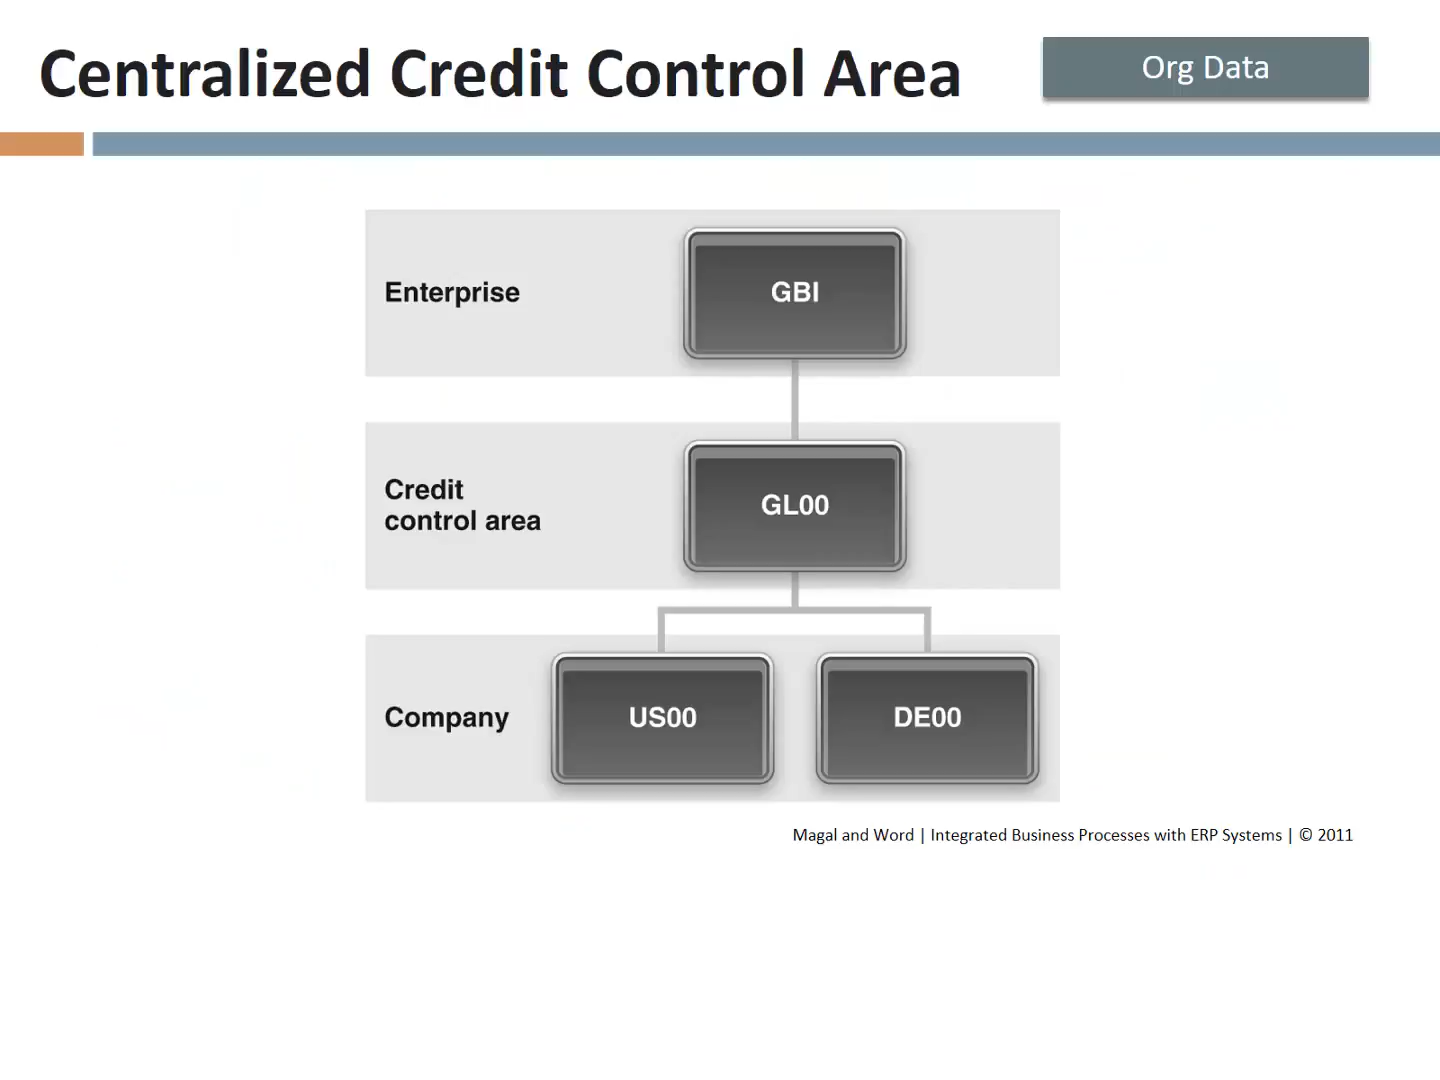 Centralized Credit Control Area
Org Data
Enterprise
GBI
Credit
control area
GL00
Company
US00
DE00
Magal and Word | Integrated Business Processes with ERP Systems | © 2011